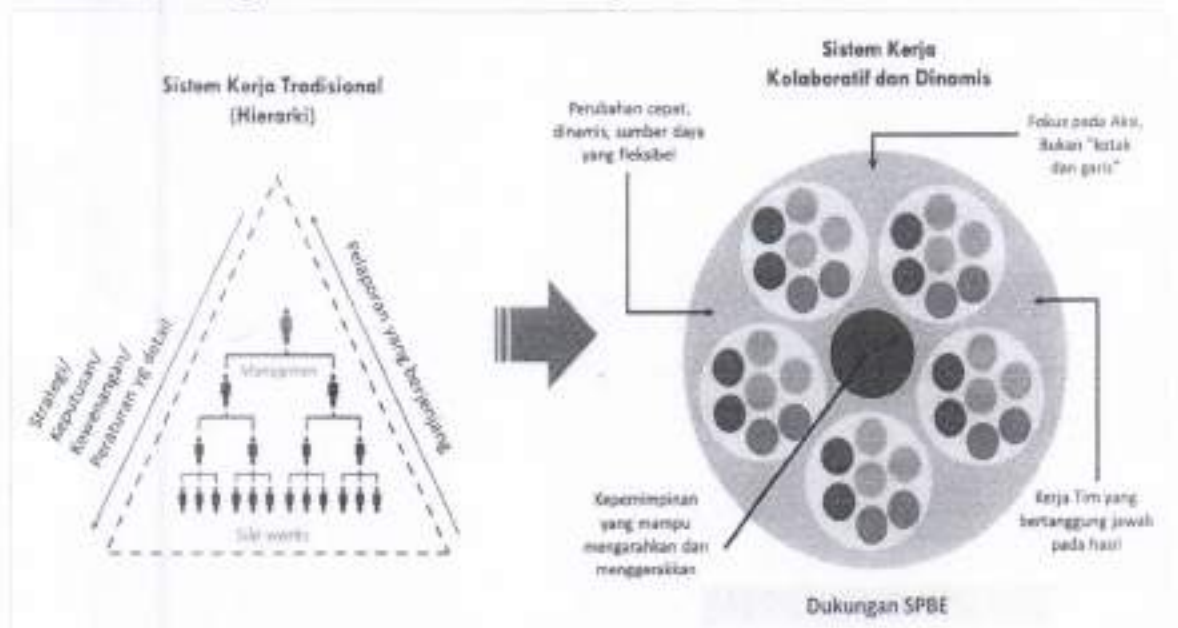 Sistem Kerja Tradisional
(Hierarki)
Strategi/
Keputusan/
Kewenangan/
Peraturan yg detail
Pelaporan yang berjenjang
Manajemen
Silo works
Sistem Kerja
Kolaboratif dan Dinamis
Perubahan cepat,
dinamis, sumber daya
yang fleksibel
Fokus pada Aksi,
Bukan "kotak
dan garis"
Kepemimpinan
yang mampu
mengarahkan dan
menggerakkan
Kerja Tim yang
bertanggung jawab
pada hasil
Dukungan SPBE